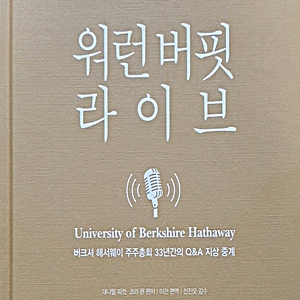 워런 버핏
라이브
University of Berkshire Hathaway
버크셔 해서웨이 주주총회 33년간의 Q&A 지상 중계
대니얼 피컷·코리 렌 편저 | 이건 편역 | 신진오 감수